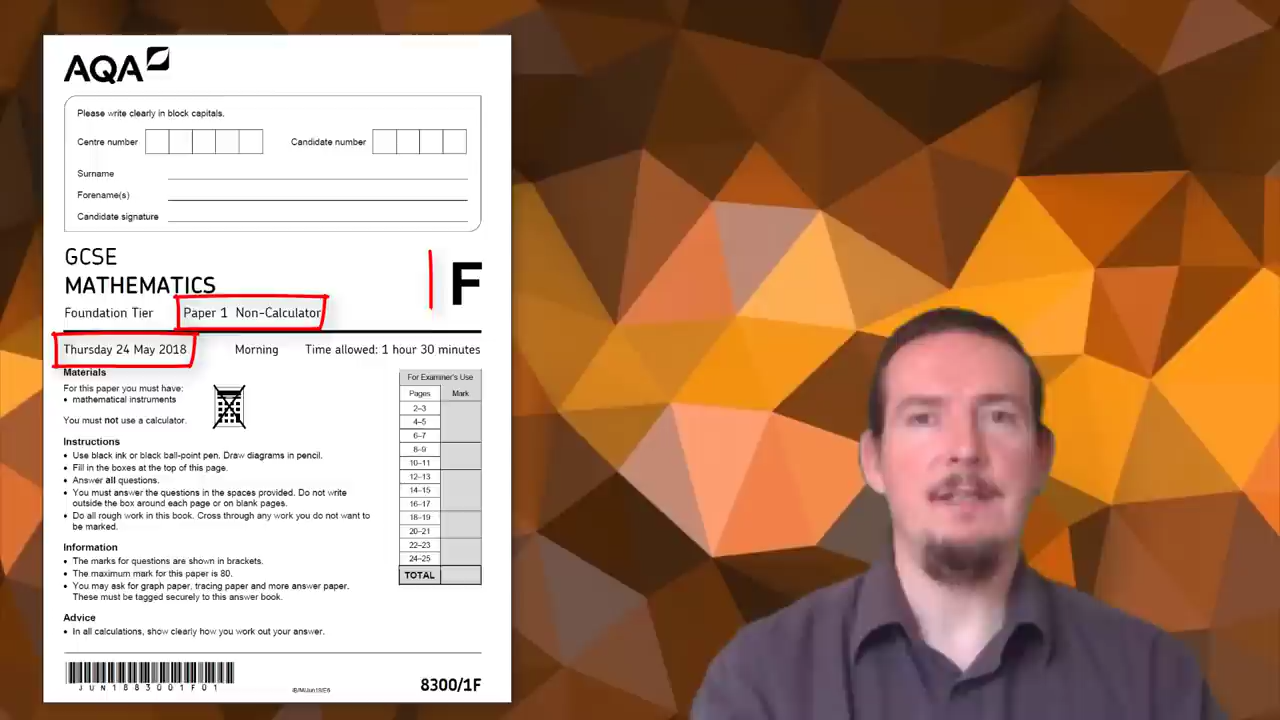 AQA
Please write clearly in block capitals.
Centre number
Candidate number
Surname
Forename(s)
Candidate signature
GCSE
MATHEMATICS
F
Foundation Tier Paper 1 Non-Calculator
Thursday 24 May 2018 Morning Time allowed: 1 hour 30 minutes
Materials
For this paper you must have:
• mathematical instruments
You must not use a calculator.
Instructions
• Use black ink or black ball-point pen. Draw diagrams in pencil.
• Fill in the boxes at the top of this page.
• Answer all questions.
• You must answer the questions in the spaces provided. Do not write
outside the box around each page or on blank pages.
• Do all rough work in this book. Cross through any work you do not want to
be marked.
Information
• The marks for questions are shown in brackets.
• The maximum mark for this paper is 80.
• You may ask for graph paper, tracing paper and more answer paper.
These must be tagged securely to this answer book.
Advice
• In all calculations, show clearly how you work out your answer.
For Examiner's Use
Pages Mark
2–3
4–5
6–7
8–9
10–11
12–13
14–15
16–17
18–19
20–21
22–23
24–25
TOTAL
JUN1883001F01
IB/M/Jun18/E6
8300/1F